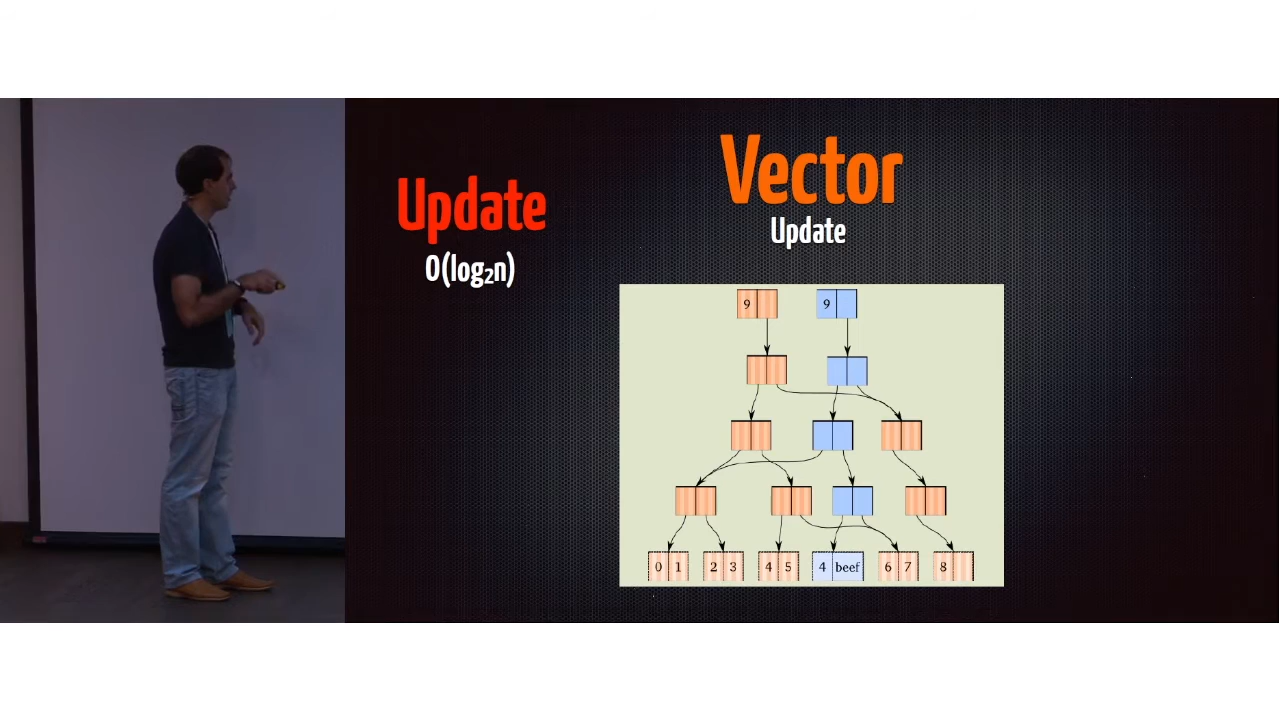 Vector
Update
Update
O(log₂n)
9 9
0 1 2 3 4 5 4 beef 6 7 8